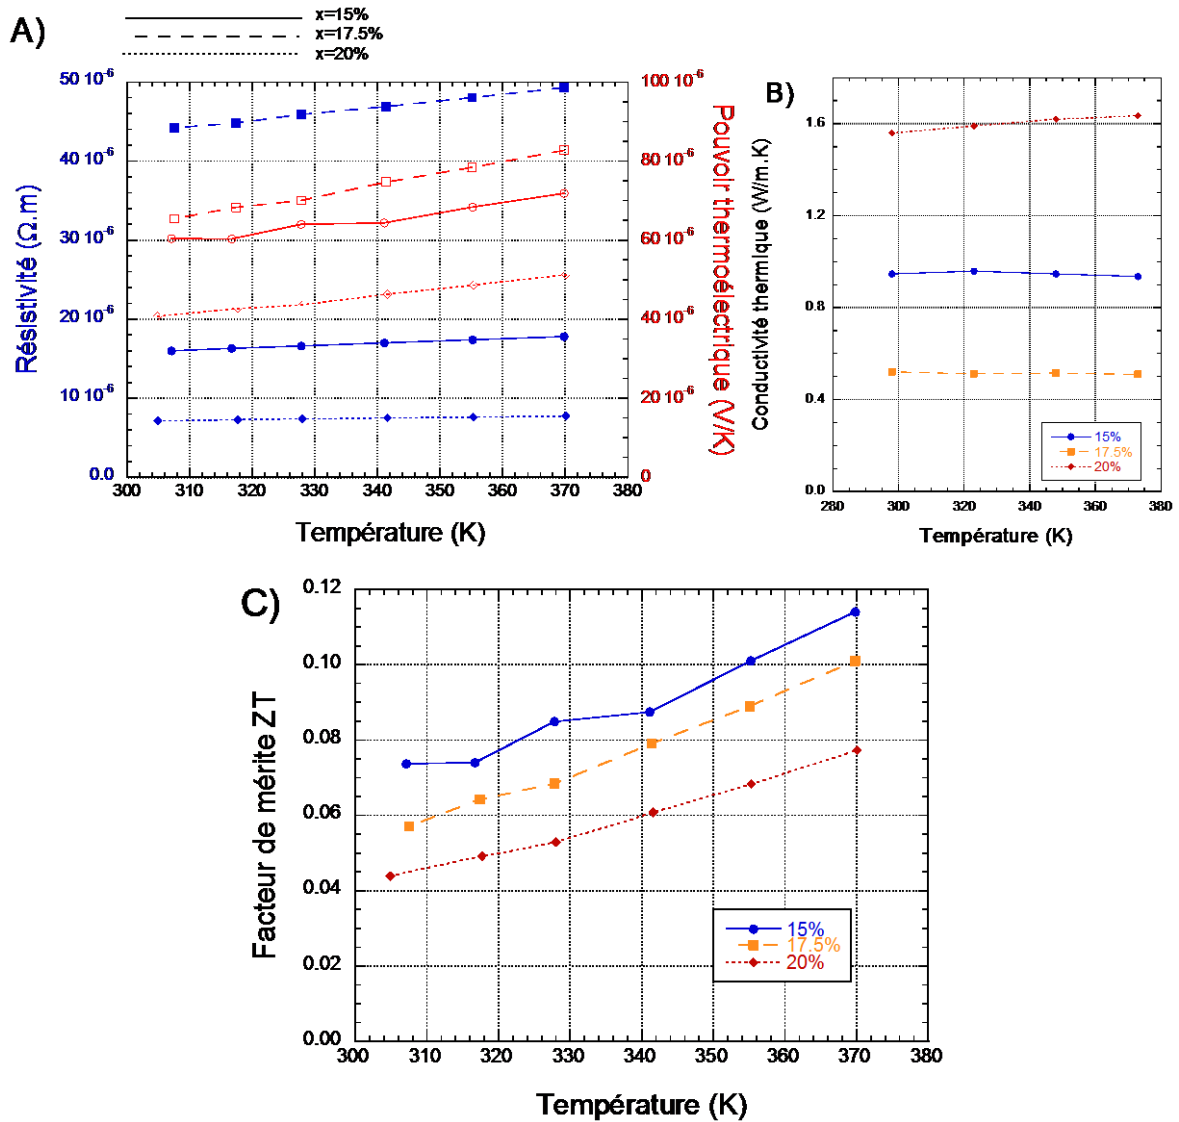 A)
x=15%
x=17.5%
x=20%
50 10-6
40 10-6
30 10-6
20 10-6
10 10-6
0.0
Résistivité (Ω.m)
100 10-6
80 10-6
60 10-6
40 10-6
20 10-6
0
Pouvoir thermoélectrique (V/K)
300 310 320 330 340 350 360 370 380
Température (K)
B)
1.6
1.2
0.8
0.4
0.0
Conductivité thermique (W/m.K)
15%
17.5%
20%
280 300 320 340 360 380
Température (K)
C)
0.12
0.10
0.08
0.06
0.04
0.02
0.00
Facteur de mérite ZT
15%
17.5%
20%
300 310 320 330 340 350 360 370 380
Température (K)